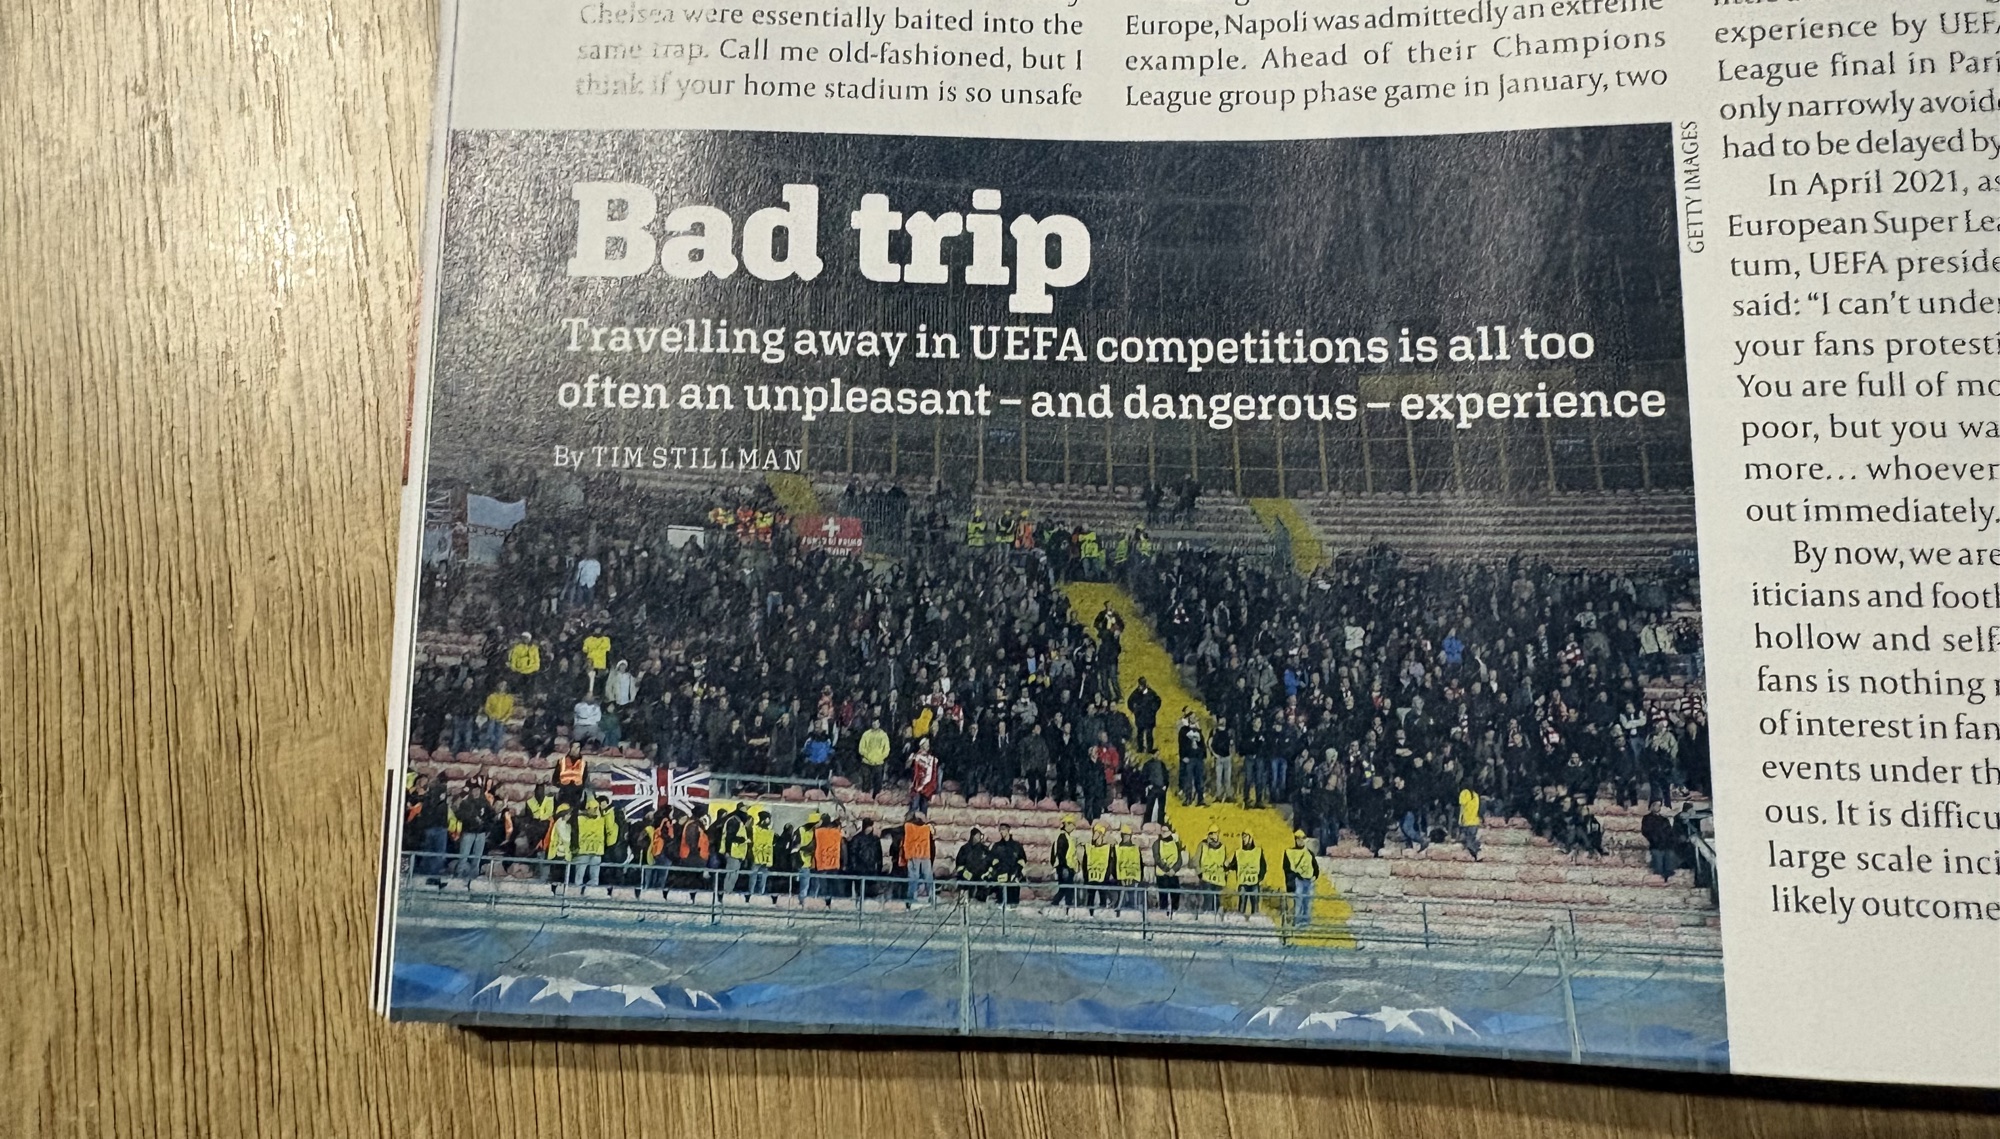 Chelsea were essentially baited into the
same trap. Call me old-fashioned, but I
think if your home stadium is so unsafe
Europe, Napoli was admittedly an extreme
example. Ahead of their Champions
League group phase game in January, two
experience by UEFA
League final in Pari
only narrowly avoid
had to be delayed by
In April 2021, as
European Super Lea
tum, UEFA preside
said: “I can’t under
your fans protesti
You are full of mo
poor, but you wa
more… whoever
out immediately.
By now, we are
iticians and footb
hollow and self-
fans is nothing
of interest in fan
events under th
ous. It is difficu
large scale inci
likely outcome
GETTY IMAGES
Bad trip
Travelling away in UEFA competitions is all too
often an unpleasant – and dangerous – experience
By TIM STILLMAN
ARSENAL